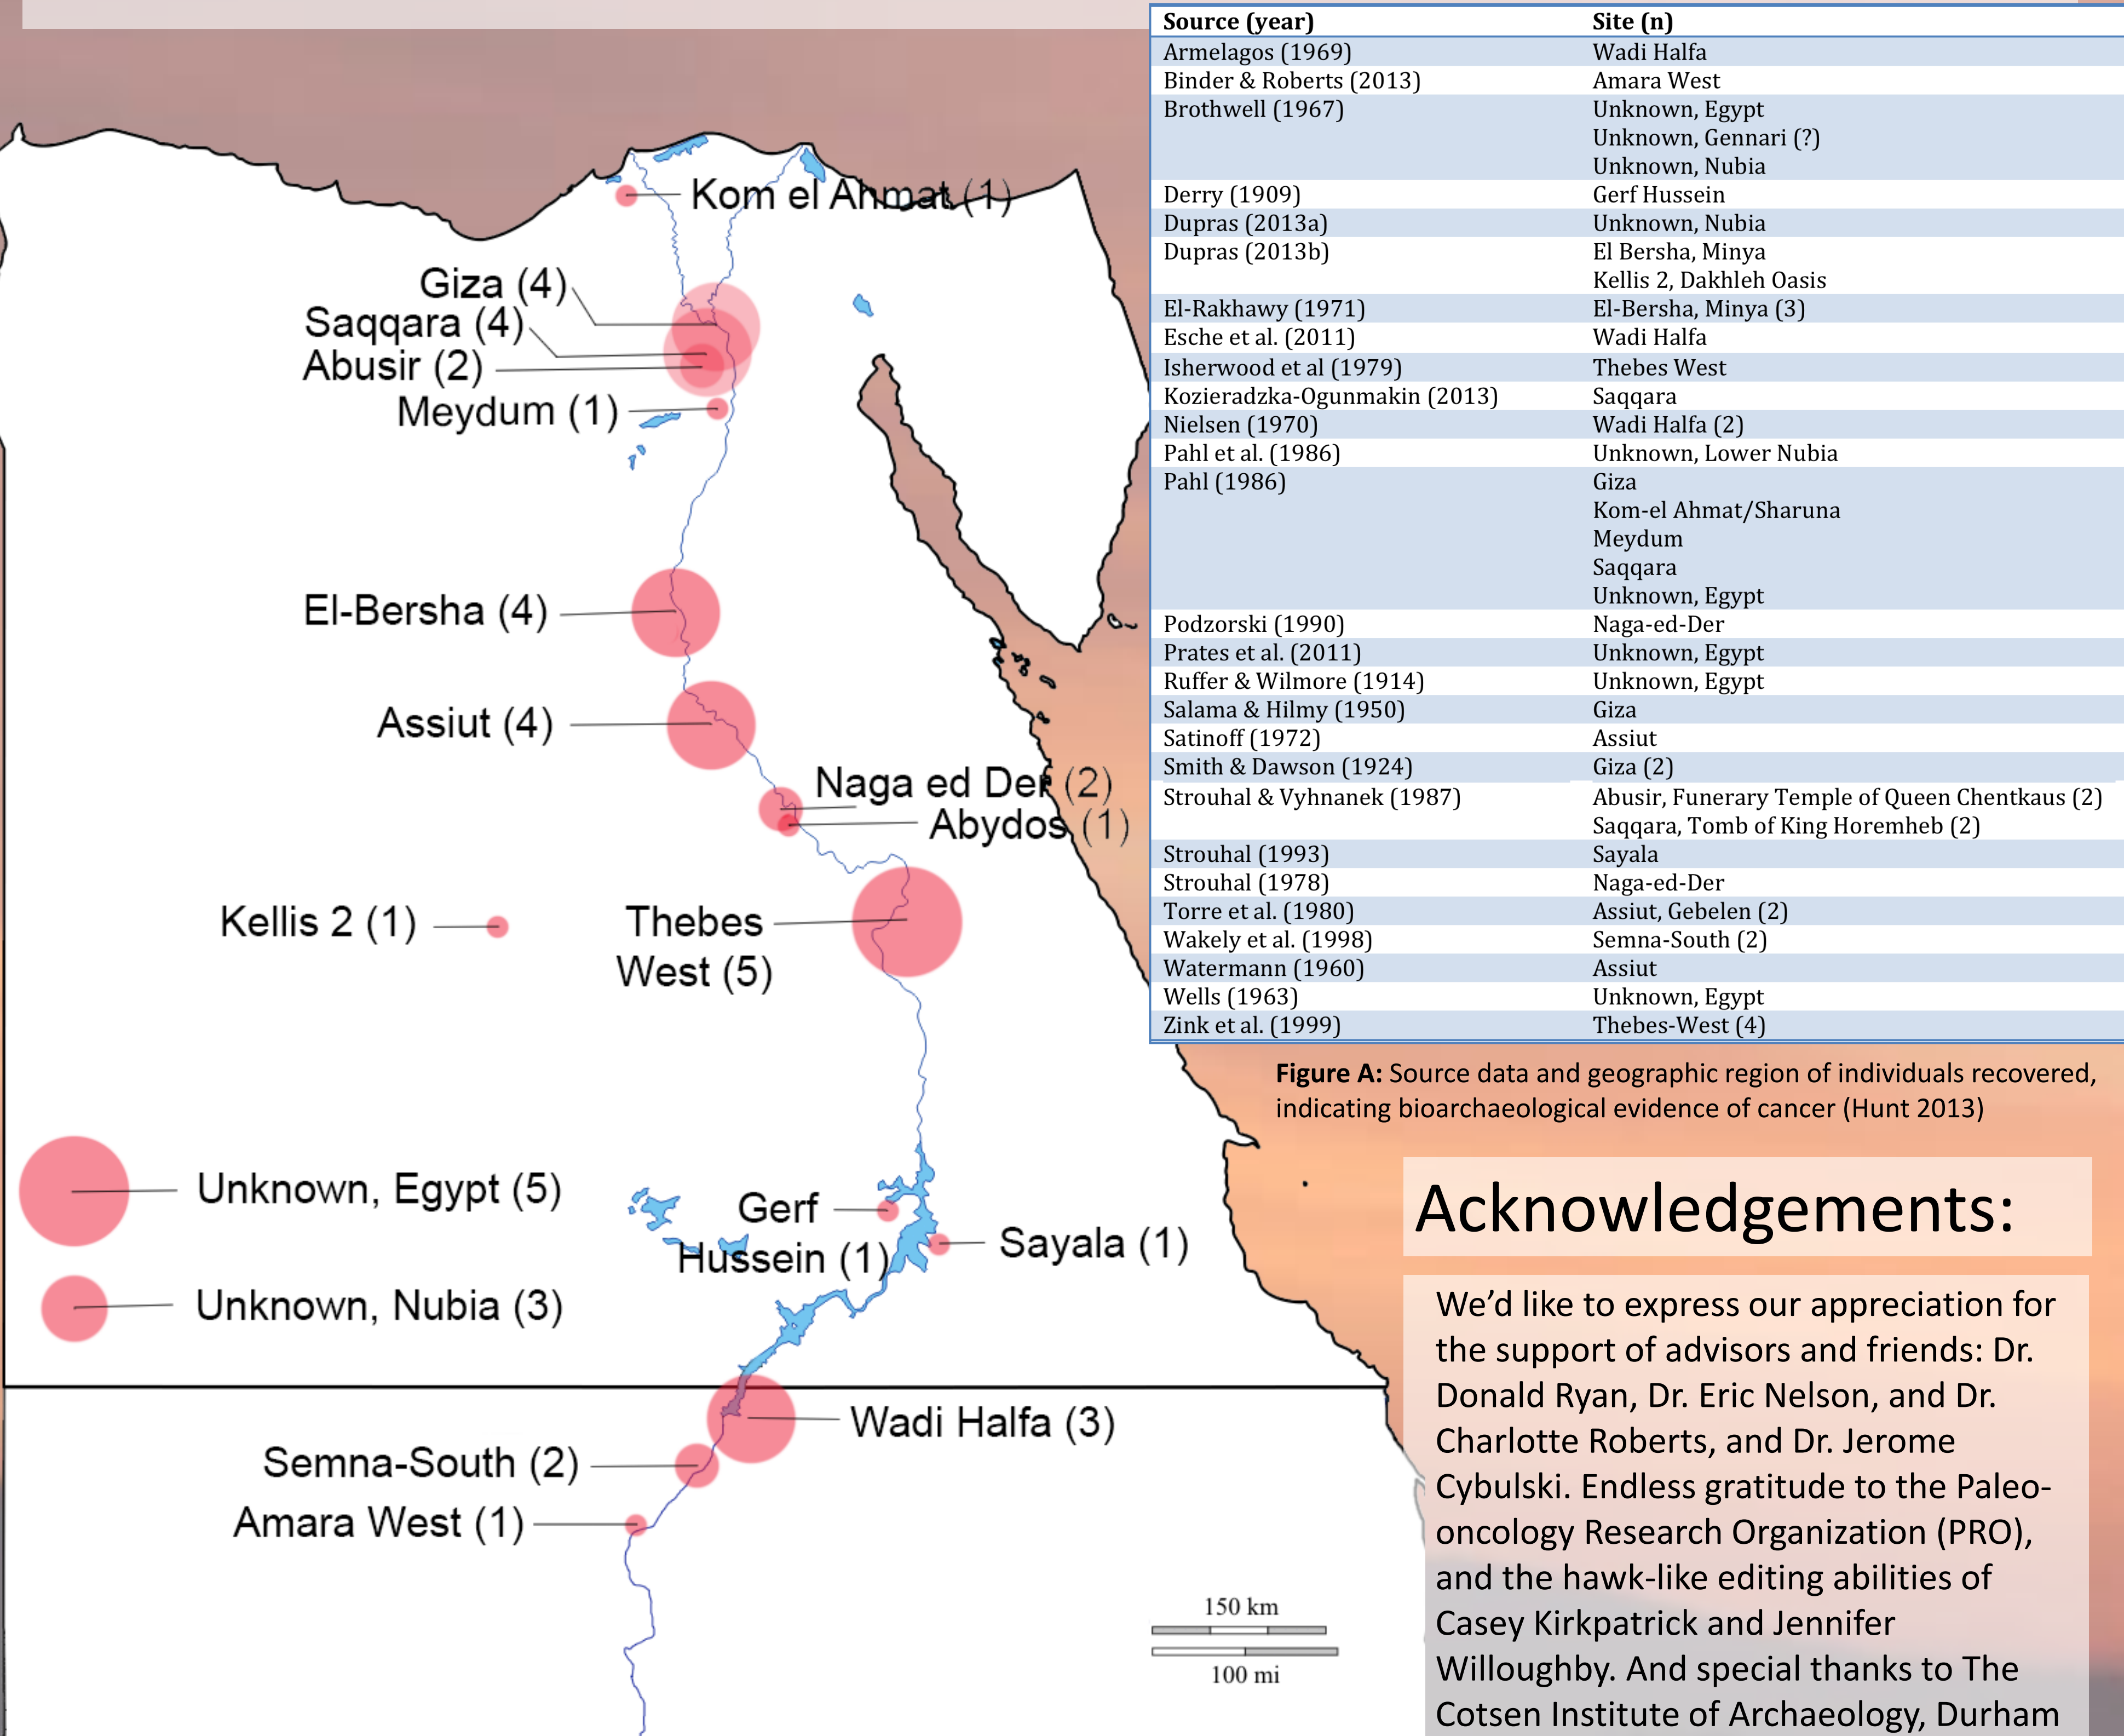 Kom el Ahmat (1)
Giza (4)
Saqqara (4)
Abusir (2)
Meydum (1)
El-Bersha (4)
Assiut (4)
Naga ed Der (2)
Abydos (1)
Kellis 2 (1)
Thebes
West (5)
Unknown, Egypt (5)
Gerf
Hussein (1)
Sayala (1)
Unknown, Nubia (3)
Wadi Halfa (3)
Semna-South (2)
Amara West (1)
150 km
100 mi
Source (year) Site (n)
Armelagos (1969) Wadi Halfa
Binder & Roberts (2013) Amara West
Brothwell (1967) Unknown, Egypt
Unknown, Gennari (?)
Unknown, Nubia
Derry (1909) Gerf Hussein
Dupras (2013a) Unknown, Nubia
Dupras (2013b) El Bersha, Minya
Kellis 2, Dakhleh Oasis
El-Rakhawy (1971) El-Bersha, Minya (3)
Esche et al. (2011) Wadi Halfa
Isherwood et al (1979) Thebes West
Kozieradzka-Ogunmakin (2013) Saqqara
Nielsen (1970) Wadi Halfa (2)
Pahl et al. (1986) Unknown, Lower Nubia
Pahl (1986) Giza
Kom-el Ahmat/Sharuna
Meydum
Saqqara
Unknown, Egypt
Podzorski (1990) Naga-ed-Der
Prates et al. (2011) Unknown, Egypt
Ruffer & Wilmore (1914) Unknown, Egypt
Salama & Hilmy (1950) Giza
Satinoff (1972) Assiut
Smith & Dawson (1924) Giza (2)
Strouhal & Vyhnanek (1987) Abusir, Funerary Temple of Queen Chentkaus (2)
Saqqara, Tomb of King Horemheb (2)
Strouhal (1993) Sayala
Strouhal (1978) Naga-ed-Der
Torre et al. (1980) Assiut, Gebelen (2)
Wakely et al. (1998) Semna-South (2)
Watermann (1960) Assiut
Wells (1963) Unknown, Egypt
Zink et al. (1999) Thebes-West (4)
Figure A: Source data and geographic region of individuals recovered,
indicating bioarchaeological evidence of cancer (Hunt 2013)
Acknowledgements:
We’d like to express our appreciation for
the support of advisors and friends: Dr.
Donald Ryan, Dr. Eric Nelson, and Dr.
Charlotte Roberts, and Dr. Jerome
Cybulski. Endless gratitude to the Paleo-
oncology Research Organization (PRO),
and the hawk-like editing abilities of
Casey Kirkpatrick and Jennifer
Willoughby. And special thanks to The
Cotsen Institute of Archaeology, Durham